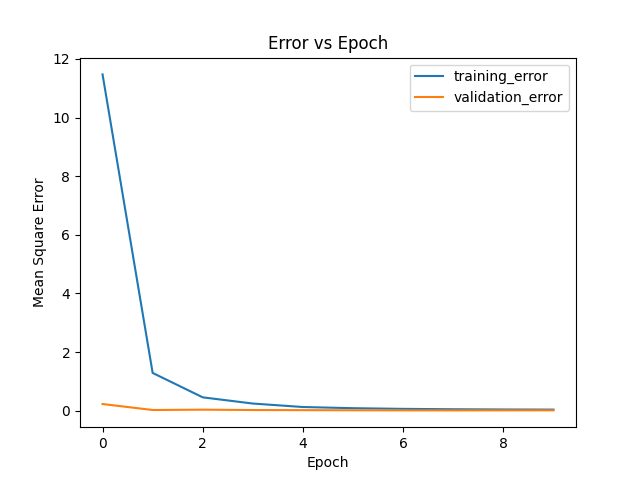 Error vs Epoch
training_error
validation_error
12
10
8
6
4
2
0
Mean Square Error
0 2 4 6 8
Epoch